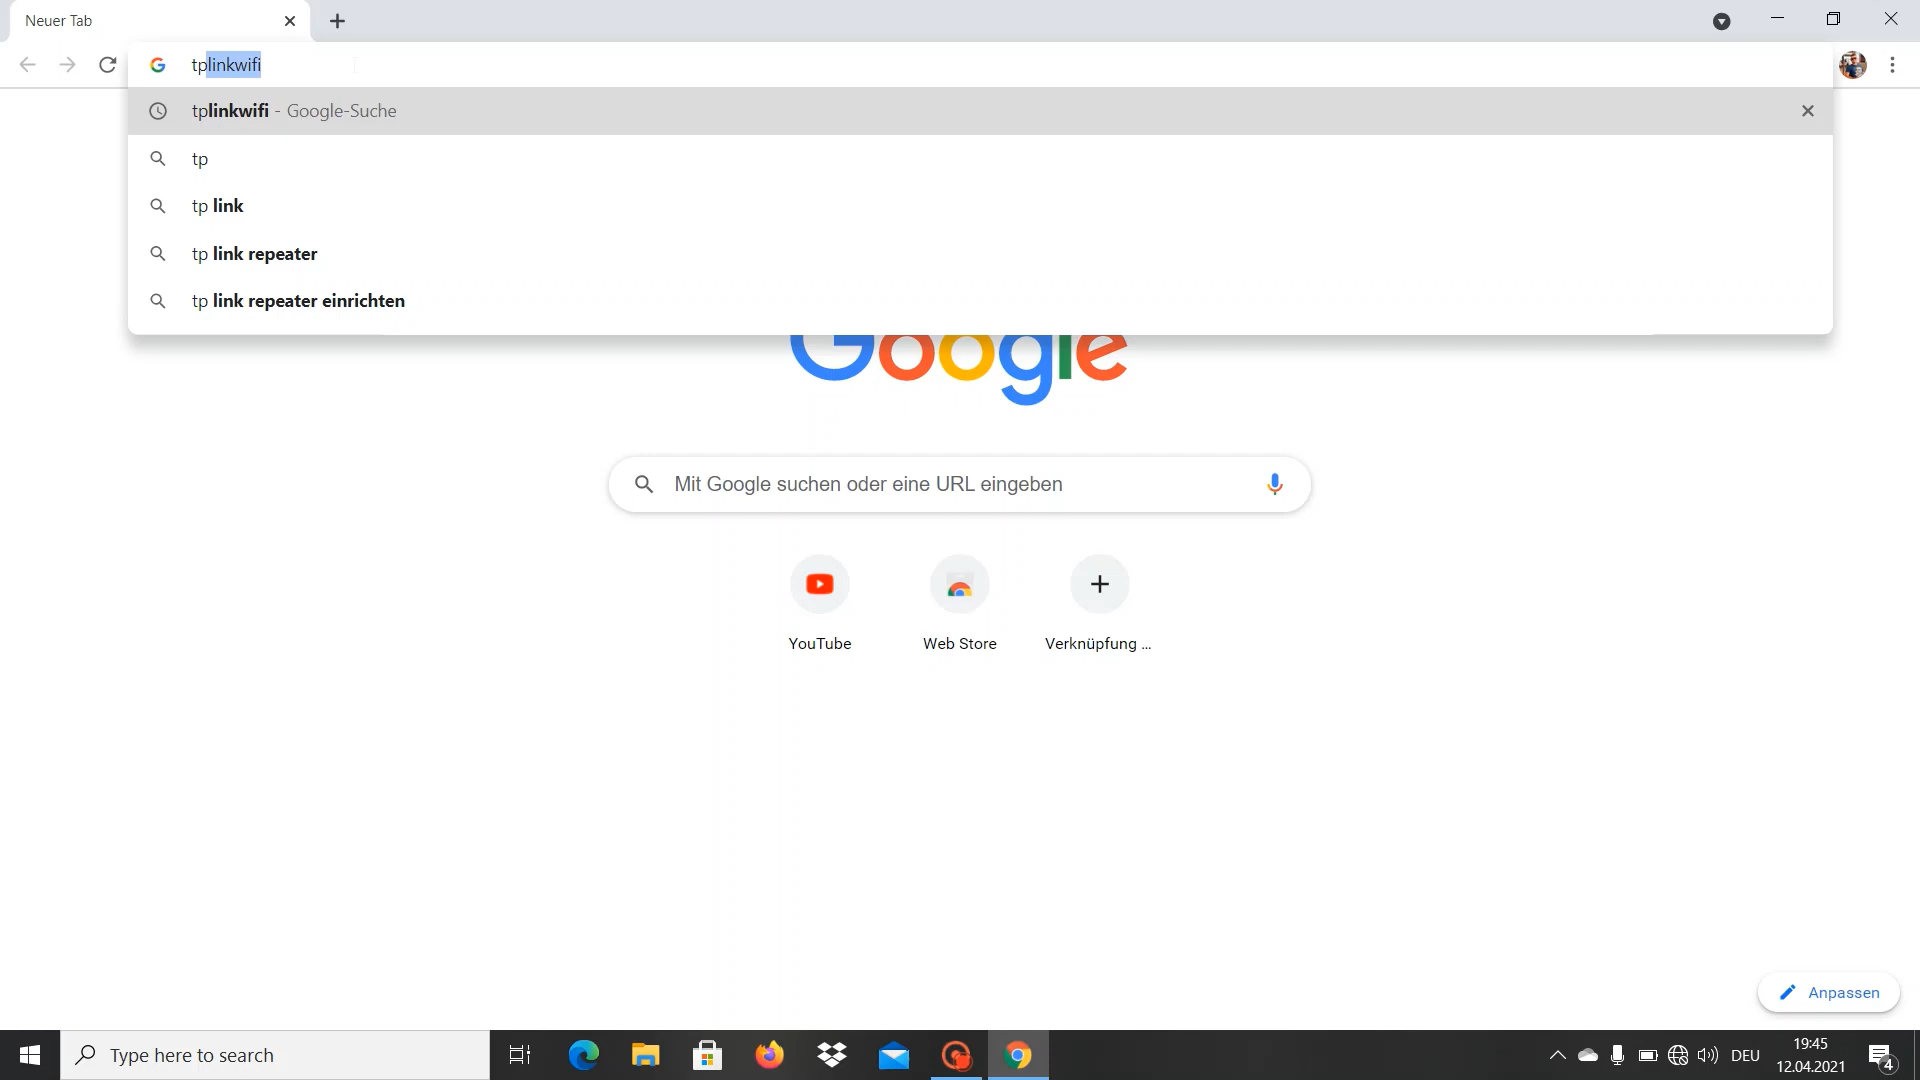 Neuer Tab
tplinkwifi
tplinkwifi - Google-Suche
tp
tp link
tp link repeater
tp link repeater einrichten
Google
Mit Google suchen oder eine URL eingeben
YouTube
Web Store
Verknüpfung ...
Anpassen
Type here to search
DEU
19:45
12.04.2021
4